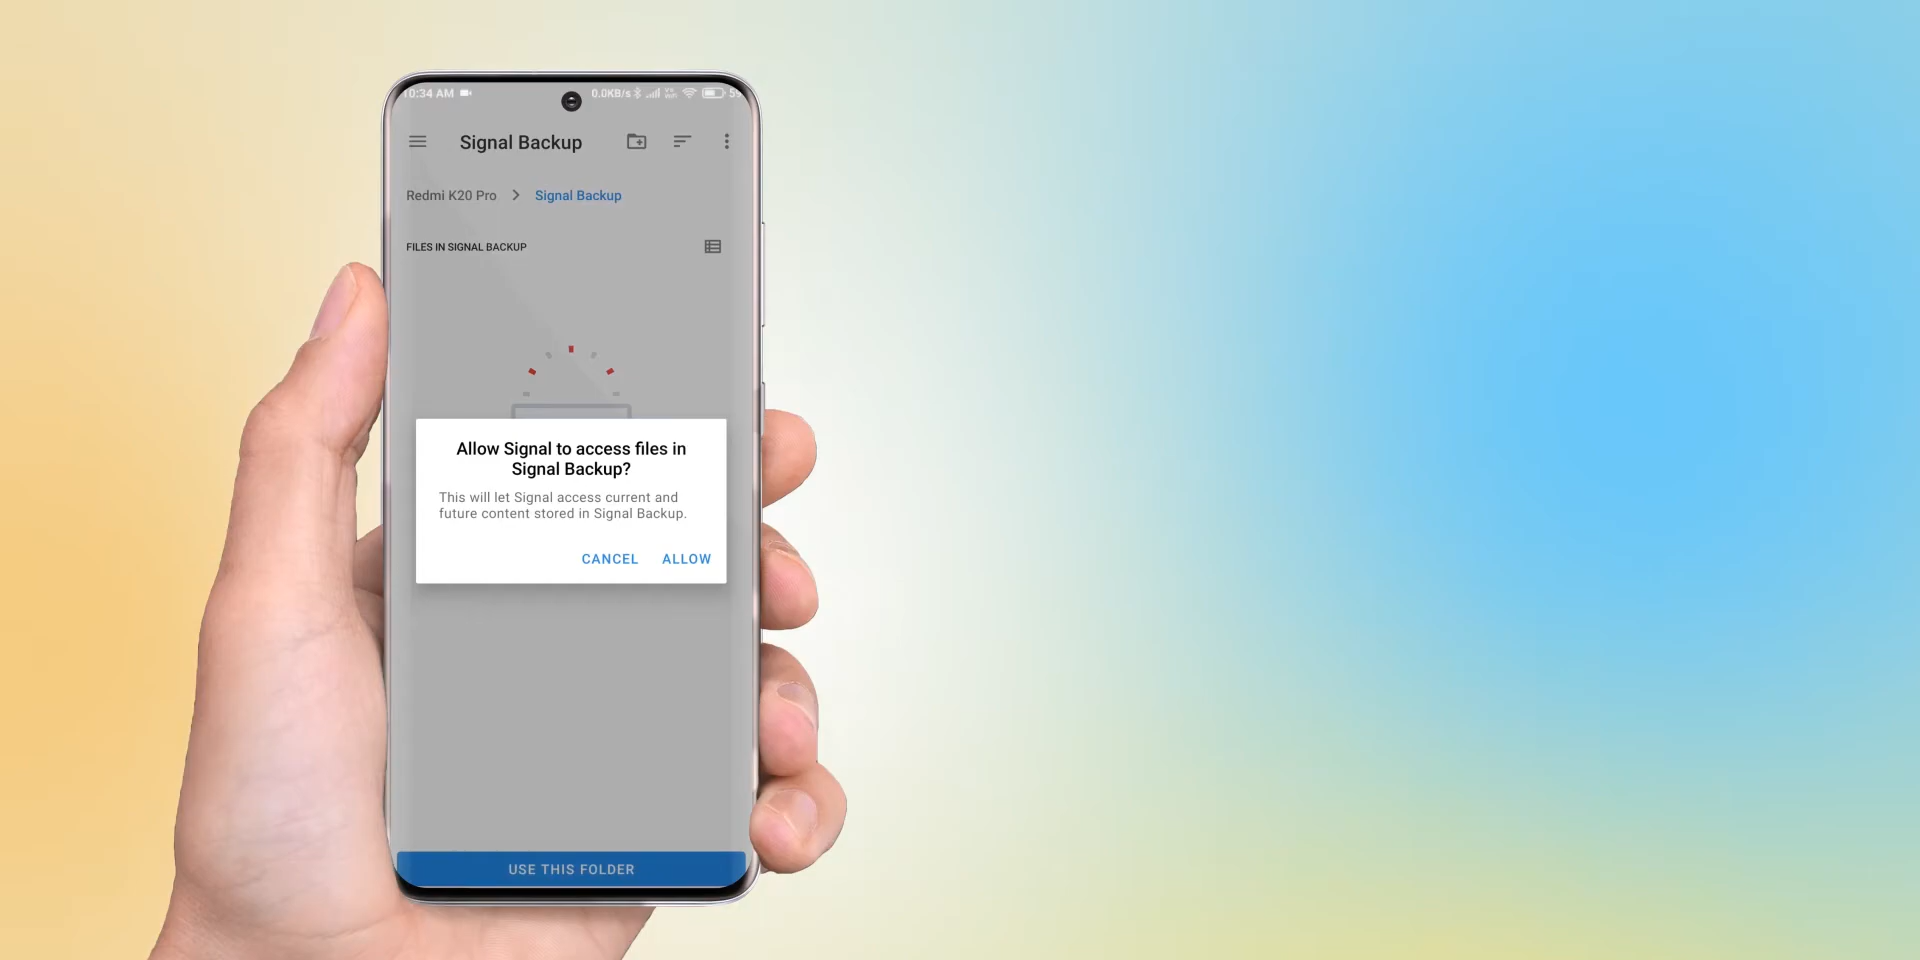 10:34 AM
0.0KB/s
Signal Backup
Redmi K20 Pro > Signal Backup
FILES IN SIGNAL BACKUP
Allow Signal to access files in
Signal Backup?
This will let Signal access current and
future content stored in Signal Backup.
CANCEL ALLOW
USE THIS FOLDER